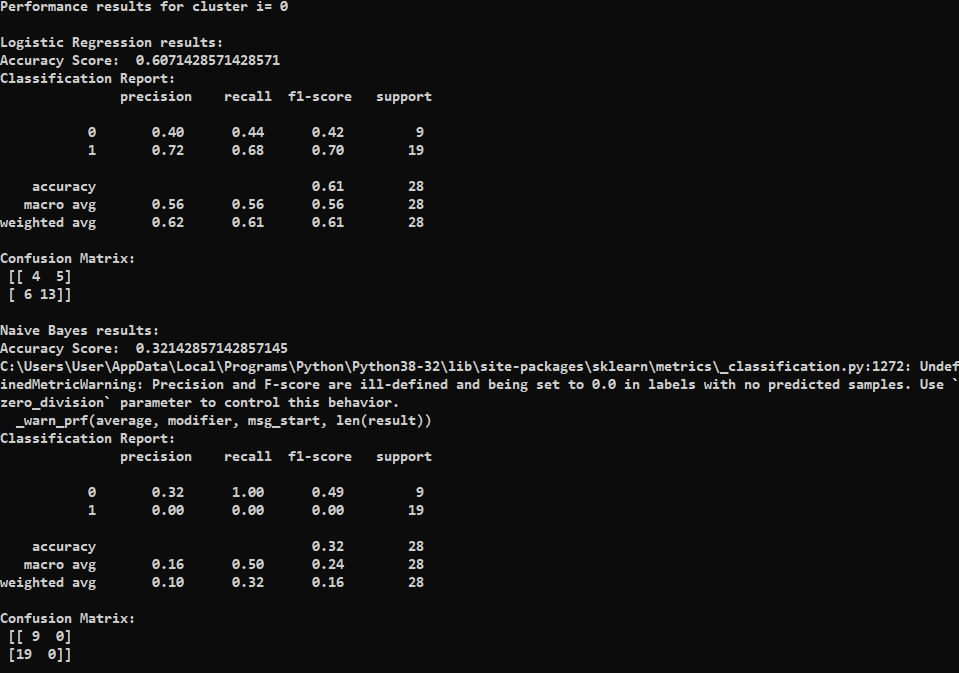 Performance results for cluster i= 0
Logistic Regression results:
Accuracy Score:  0.6071428571428571
Classification Report:
               precision    recall  f1-score   support
           0       0.40      0.44      0.42         9
           1       0.72      0.68      0.70        19
    accuracy                           0.61        28
   macro avg       0.56      0.56      0.56        28
weighted avg       0.62      0.61      0.61        28
Confusion Matrix:
 [[ 4  5]
 [ 6 13]]
Naive Bayes results:
Accuracy Score:  0.32142857142857145
C:\Users\User\AppData\Local\Programs\Python\Python38-32\lib\site-packages\sklearn\metrics\_classification.py:1272: Undef
inedMetricWarning: Precision and F-score are ill-defined and being set to 0.0 in labels with no predicted samples. Use `
zero_division` parameter to control this behavior.
  _warn_prf(average, modifier, msg_start, len(result))
Classification Report:
               precision    recall  f1-score   support
           0       0.32      1.00      0.49         9
           1       0.00      0.00      0.00        19
    accuracy                           0.32        28
   macro avg       0.16      0.50      0.24        28
weighted avg       0.10      0.32      0.16        28
Confusion Matrix:
 [[ 9  0]
 [19  0]]